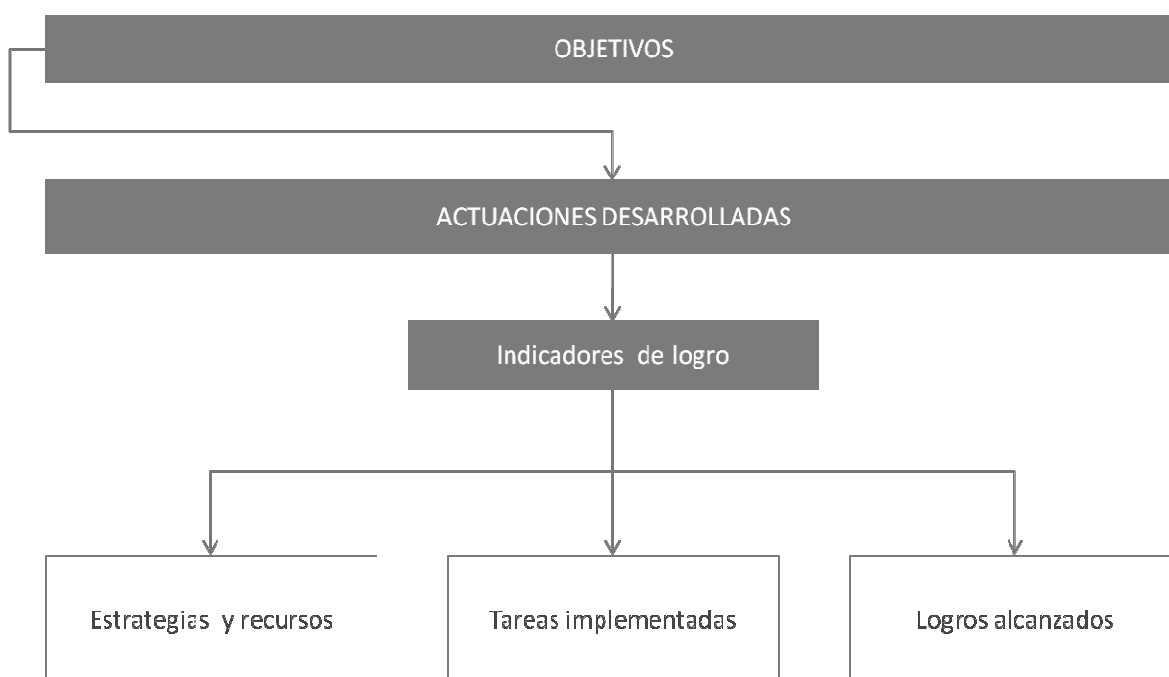 OBJETIVOS
ACTUACIONES DESARROLLADAS
Indicadores de logro
Estrategias y recursos
Tareas implementadas
Logros alcanzados